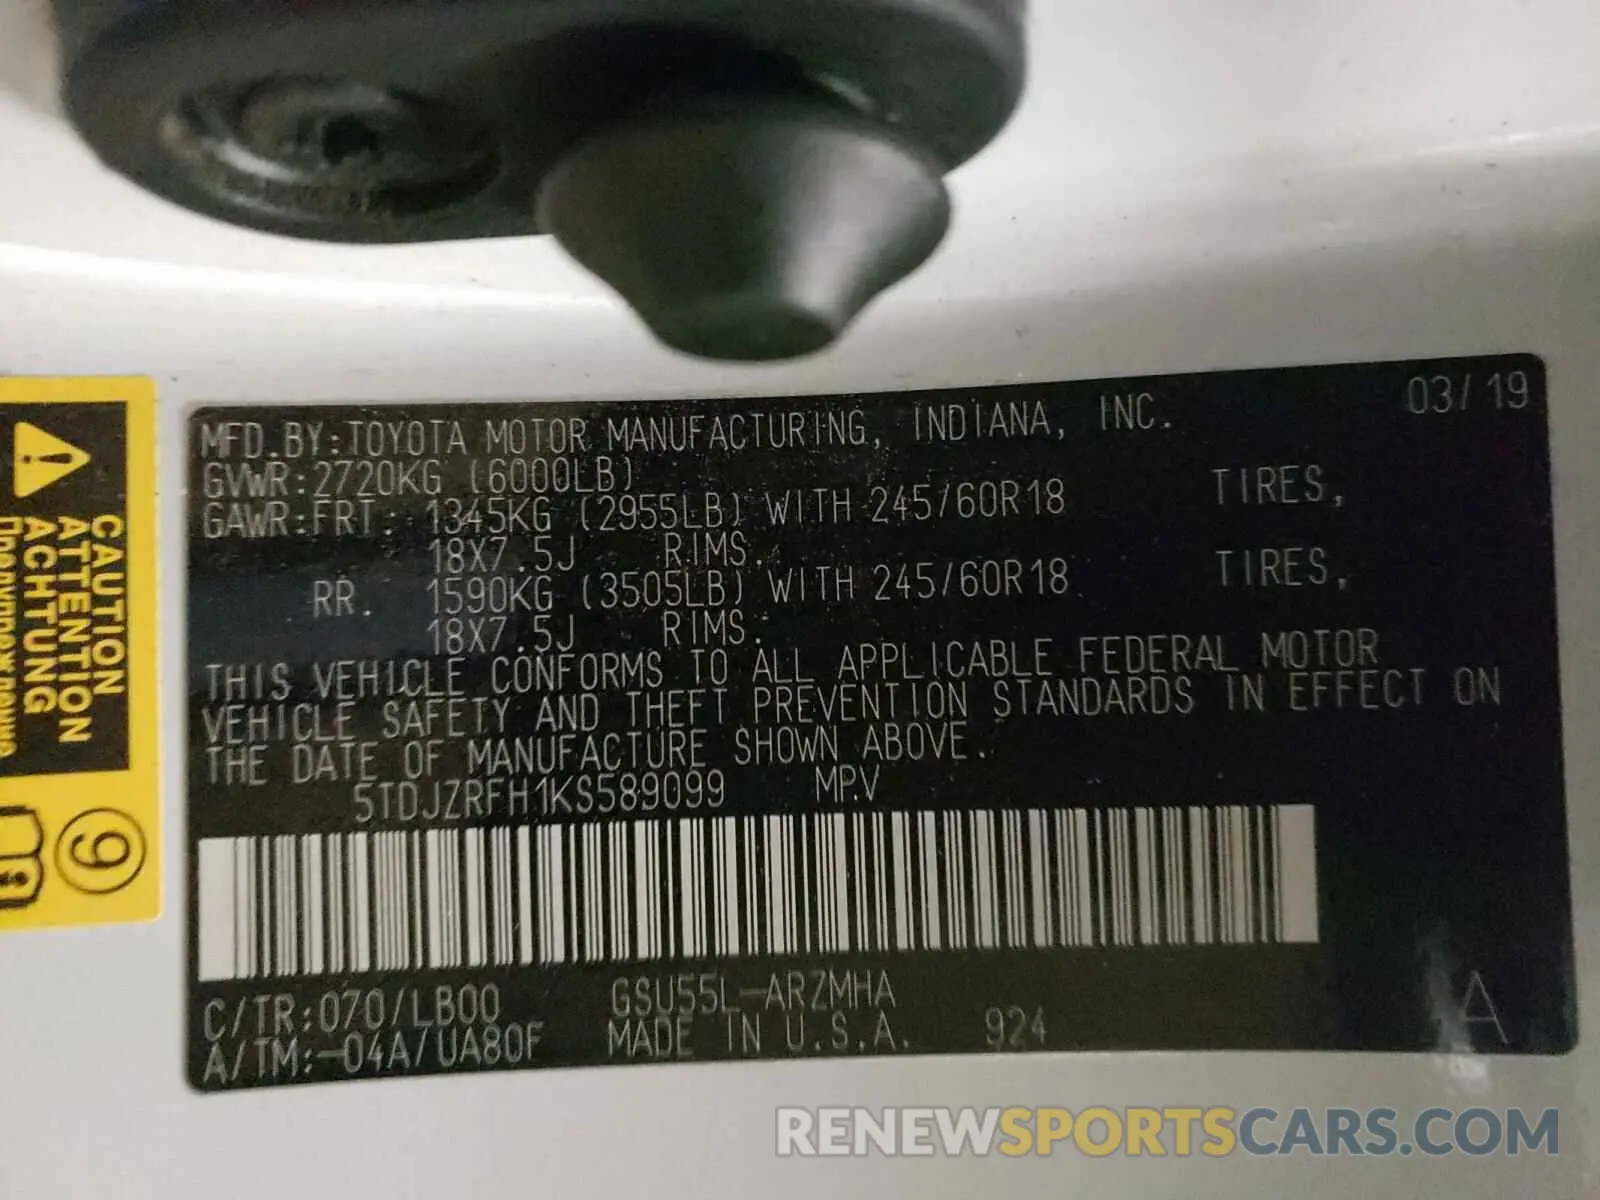 03/19
MFD.BY:TOYOTA MOTOR MANUFACTURING, INDIANA, INC.
GVWR:2720KG (6000LB)
GAWR:FRT: 1345KG (2955LB) WITH 245/60R18 TIRES,
18X7.5J RIMS.
RR. 1590KG (3505LB) WITH 245/60R18 TIRES,
18X7.5J RIMS.
THIS VEHICLE CONFORMS TO ALL APPLICABLE FEDERAL MOTOR
VEHICLE SAFETY AND THEFT PREVENTION STANDARDS IN EFFECT ON
THE DATE OF MANUFACTURE SHOWN ABOVE.
5TDJZRFH1KS589099 MPV
C/TR:070/LB00 GSU55L-ARZMHA
A/TM:-04A/UA80F MADE IN U.S.A. 924
A
CAUTION
ATTENTION
ACHTUNG
9
RENEWSPORTSCARS.COM